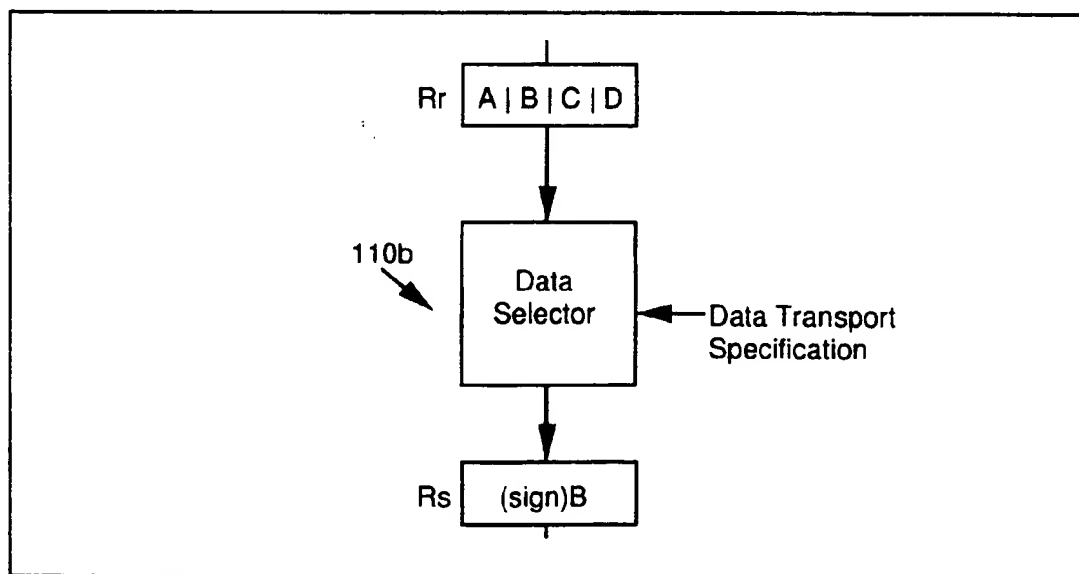 Rr A | B | C | D
110b
Data
Selector
Data Transport
Specification
Rs (sign)B